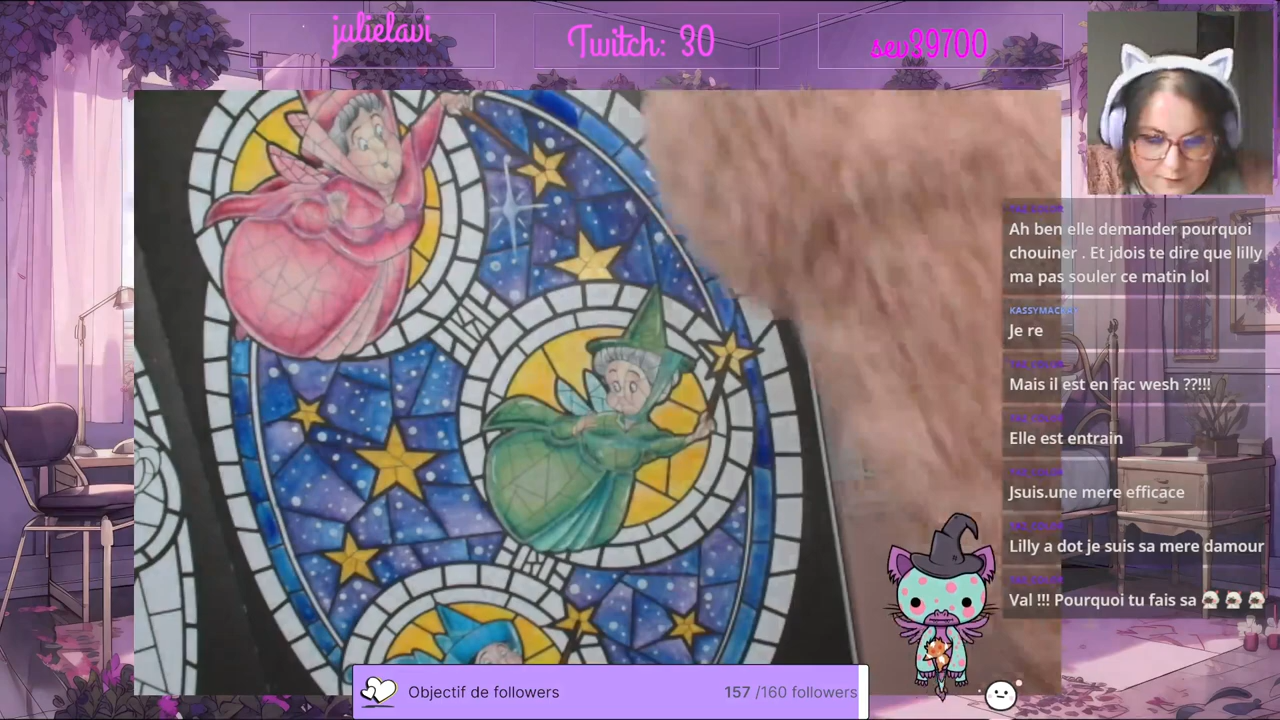 julielavi
Twitch: 30
sev39700
Ah ben elle demander pourquoi
chouiner . Et jdois te dire que lilly
ma pas souler ce matin lol
Je re
Mais il est en fac wesh ??!!!
Elle est entrain
Jsuis.une mere efficace
Lilly a dot je suis sa mere damour
Val !!! Pourquoi tu fais sa
Objectif de followers
157 /160 followers